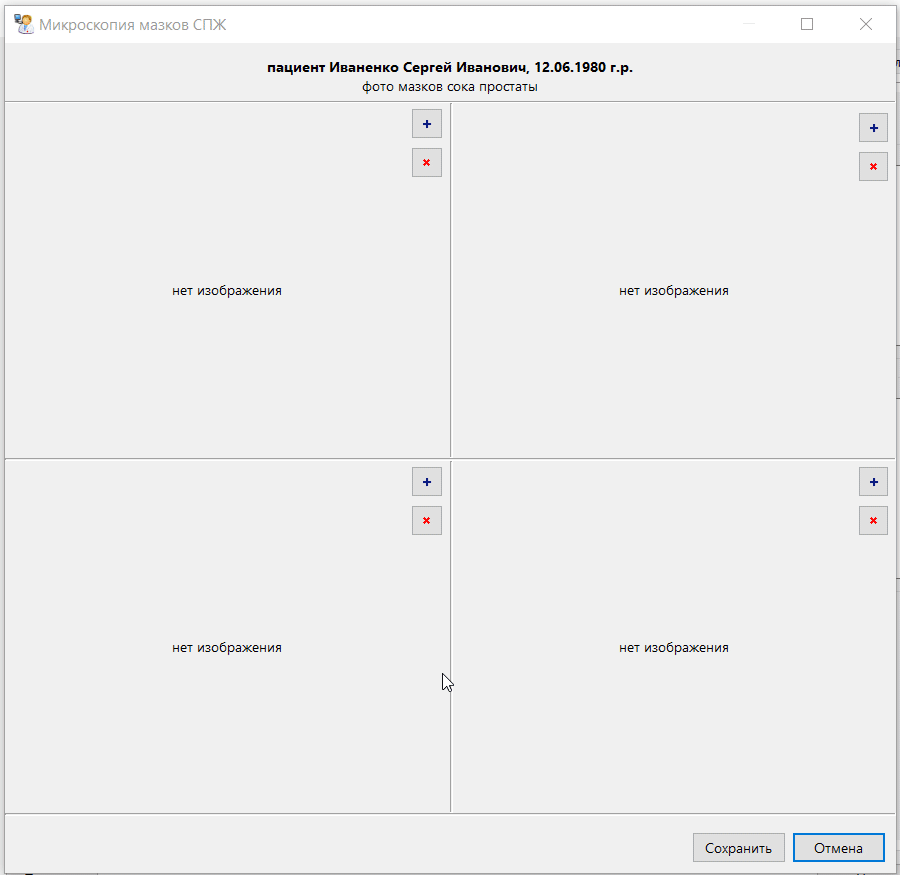 Микроскопия мазков СПЖ
пациент Иваненко Сергей Иванович, 12.06.1980 г.р.
фото мазков сока простаты
нет изображения
нет изображения
нет изображения
нет изображения
Сохранить
Отмена